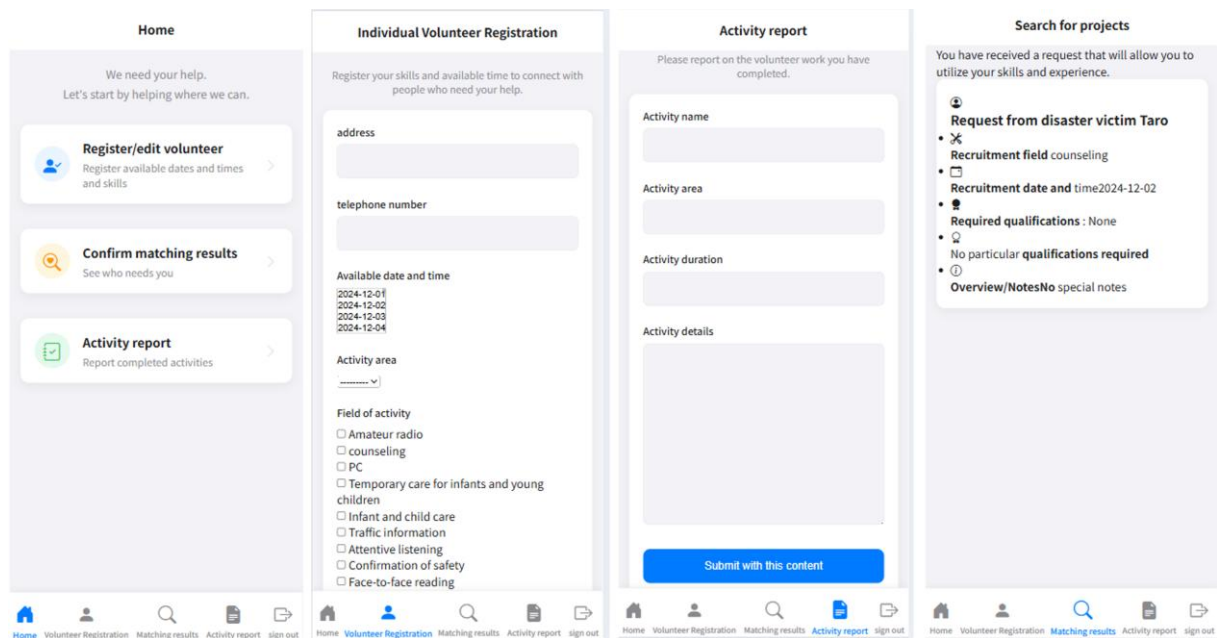 Home
We need your help.
Let's start by helping where we can.
Register/edit volunteer
Register available dates and times
and skills
Confirm matching results
See who needs you
Activity report
Report completed activities
Home Volunteer Registration Matching results Activity report sign out
Individual Volunteer Registration
Register your skills and available time to connect with
people who need your help.
address
telephone number
Available date and time
2024-12-01
2024-12-02
2024-12-03
2024-12-04
Activity area
---------
Field of activity
Amateur radio
counseling
PC
Temporary care for infants and young
children
Infant and child care
Traffic information
Attentive listening
Confirmation of safety
Face-to-face reading
Home Volunteer Registration Matching results Activity report sign out
Activity report
Please report on the volunteer work you have
completed.
Activity name
Activity area
Activity duration
Activity details
Submit with this content
Home Volunteer Registration Matching results Activity report sign out
Search for projects
You have received a request that will allow you to
utilize your skills and experience.
Request from disaster victim Taro
Recruitment field counseling
Recruitment date and time2024-12-02
Required qualifications : None
No particular qualifications required
Overview/NotesNo special notes
Home Volunteer Registration Matching results Activity report sign out